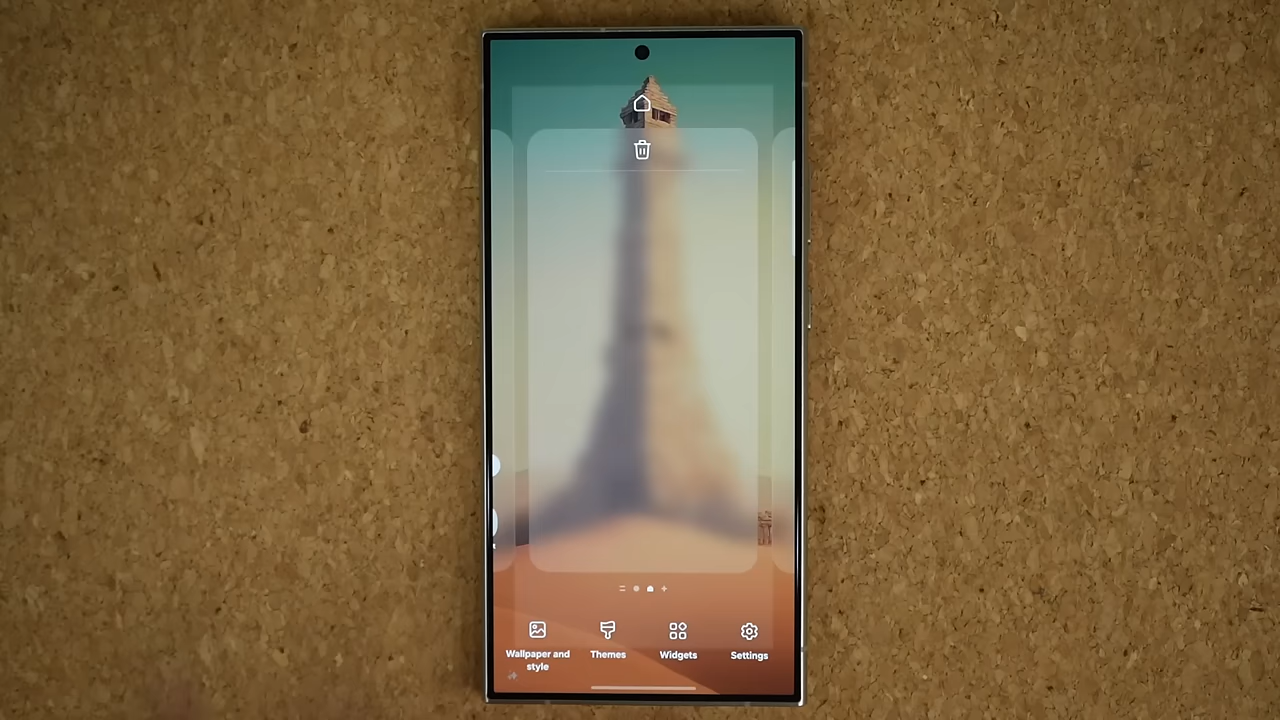 Wallpaper and
style
Themes
Widgets
Settings